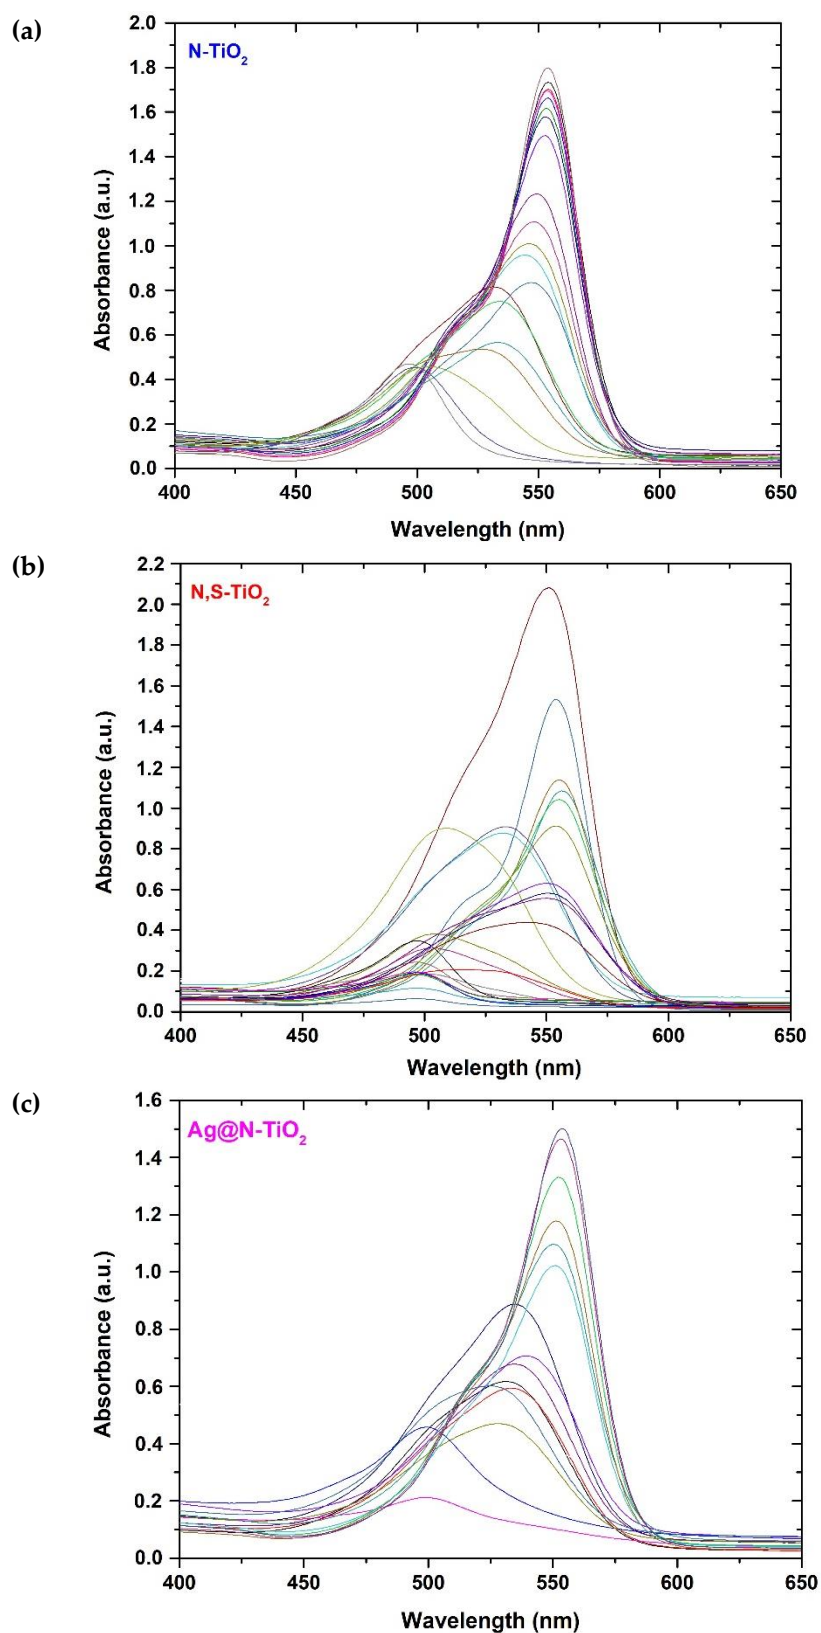 (a)
N-TiO₂
2.0
1.8
1.6
1.4
1.2
1.0
0.8
0.6
0.4
0.2
0.0
Absorbance (a.u.)
400 450 500 550 600 650
Wavelength (nm)
(b)
N,S-TiO₂
2.2
2.0
1.8
1.6
1.4
1.2
1.0
0.8
0.6
0.4
0.2
0.0
Absorbance (a.u.)
400 450 500 550 600 650
Wavelength (nm)
(c)
Ag@N-TiO₂
1.6
1.4
1.2
1.0
0.8
0.6
0.4
0.2
0.0
Absorbance (a.u.)
400 450 500 550 600 650
Wavelength (nm)